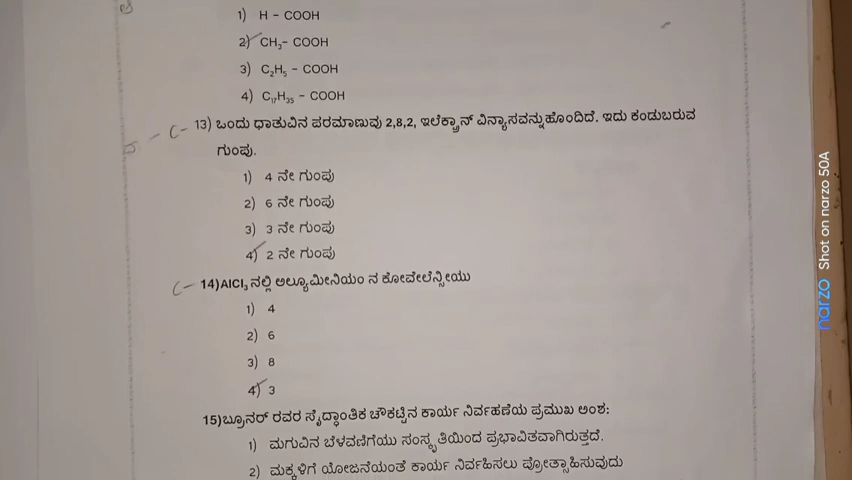 1) H – COOH
2) CH₃– COOH
3) C₂H₅ – COOH
4) C₁₇H₃₅ – COOH
13) ಒಂದು ಧಾತುವಿನ ಪರಮಾಣುವು 2,8,2, ಇಲೆಕ್ಟ್ರಾನ್ ವಿನ್ಯಾಸವನ್ನು ಹೊಂದಿದೆ. ಇದು ಕಂಡುಬರುವ
ಗುಂಪು.
1) 4 ನೇ ಗುಂಪು
2) 6 ನೇ ಗುಂಪು
3) 3 ನೇ ಗುಂಪು
4) 2 ನೇ ಗುಂಪು
14)AlCl₃ ನಲ್ಲಿ ಅಲ್ಯೂಮೀನಿಯಂ ನ ಕೋವೇಲೆನ್ಸೀಯು
1) 4
2) 6
3) 8
4) 3
15)ಬ್ರೂನರ್ ರವರ ಸೈದ್ಧಾಂತಿಕ ಚೌಕಟ್ಟಿನ ಕಾರ್ಯ ನಿರ್ವಹಣೆಯ ಪ್ರಮುಖ ಅಂಶ:
1) ಮಗುವಿನ ಬೆಳವಣಿಗೆಯು ಸಂಸ್ಕೃತಿಯಿಂದ ಪ್ರಭಾವಿತವಾಗಿರುತ್ತದೆ.
2) ಮಕ್ಕಳಿಗೆ ಯೋಜನೆಯಂತೆ ಕಾರ್ಯ ನಿರ್ವಹಿಸಲು ಪ್ರೋತ್ಸಾಹಿಸುವುದು
narzo Shot on narzo 50A